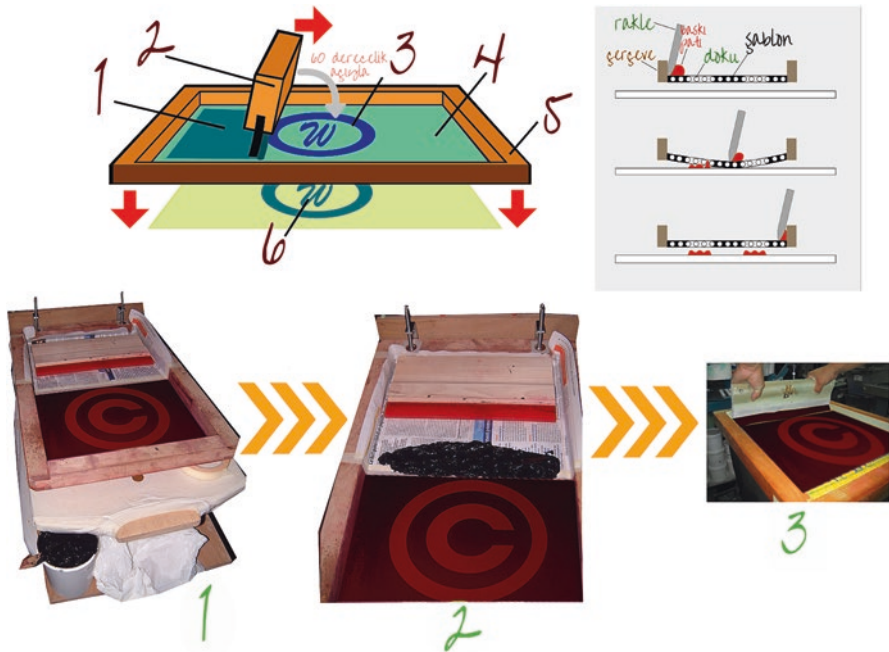 1
2
60 derecelik
açıyla
3
4
5
6
W
W
rakle
baskı
patı
çerçeve
doku
şablon
1
2
3